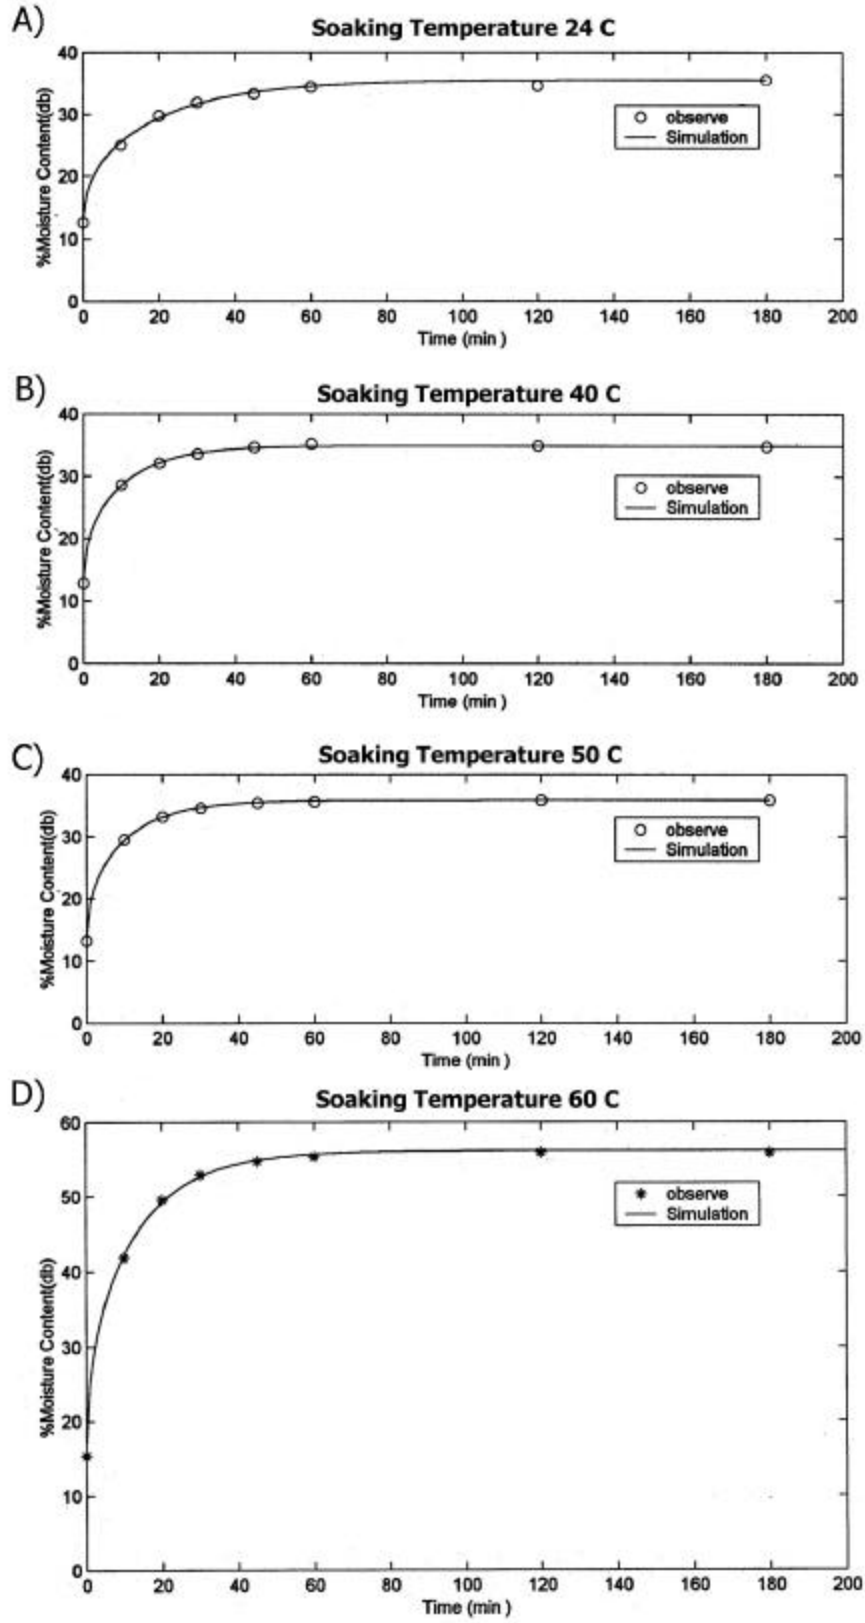 A)
Soaking Temperature 24 C
40
30
20
10
0
%Moisture Content(db)
observe
Simulation
0 20 40 60 80 100 120 140 160 180 200
Time (min )
B)
Soaking Temperature 40 C
40
30
20
10
0
%Moisture Content(db)
observe
Simulation
0 20 40 60 80 100 120 140 160 180 200
Time (min )
C)
Soaking Temperature 50 C
40
30
20
10
0
%Moisture Content(db)
observe
Simulation
0 20 40 60 80 100 120 140 160 180 200
Time (min )
D)
Soaking Temperature 60 C
60
50
40
30
20
10
0
%Moisture Content(db)
observe
Simulation
0 20 40 60 80 100 120 140 160 180 200
Time (min )